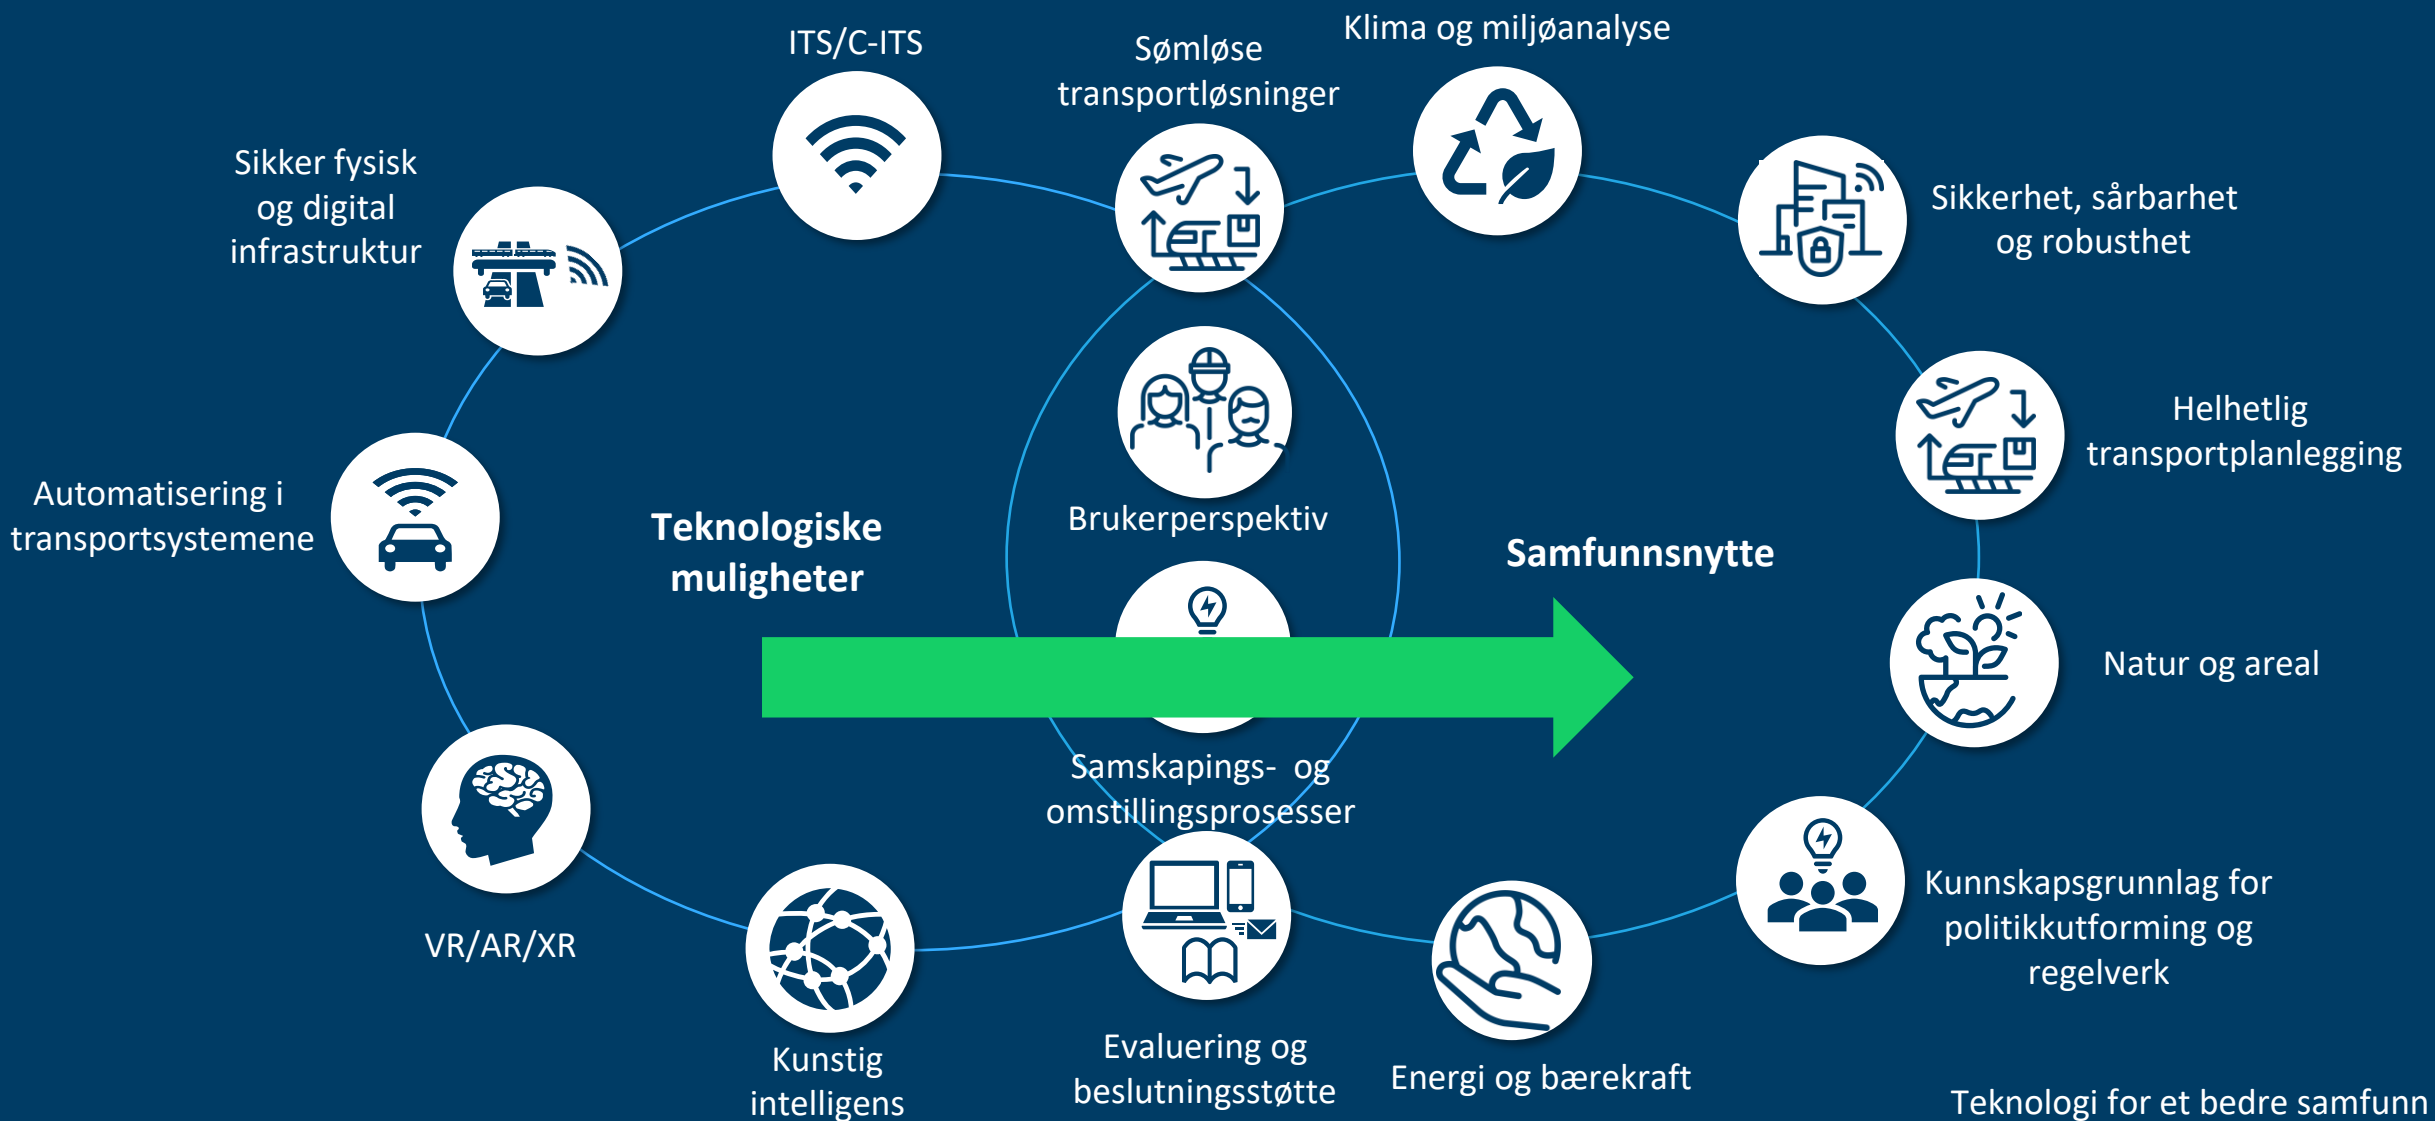 ITS/C-ITS
Sømløse
transportløsninger
Klima og miljøanalyse
Sikker fysisk
og digital
infrastruktur
Sikkerhet, sårbarhet
og robusthet
Helhetlig
transportplanlegging
Automatisering i
transportsystemene
Teknologiske
muligheter
Brukerperspektiv
Samfunnsnytte
Natur og areal
Samskapings- og
omstillingsprosesser
VR/AR/XR
Kunnskapsgrunnlag for
politikkutforming og
regelverk
Kunstig
intelligens
Evaluering og
beslutningsstøtte
Energi og bærekraft
Teknologi for et bedre samfunn